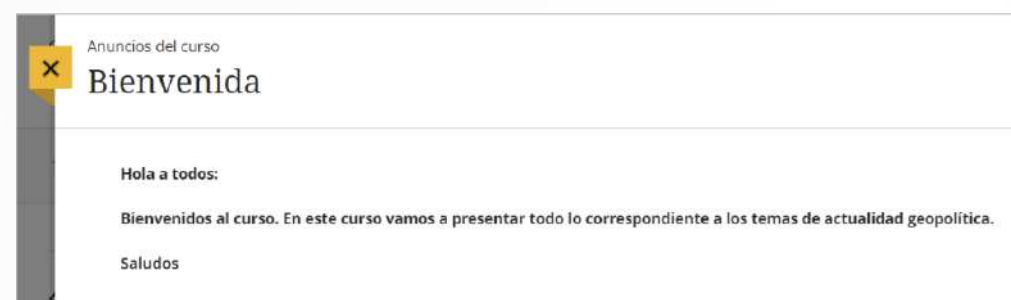 Anuncios del curso
Bienvenida
Hola a todos:
Bienvenidos al curso. En este curso vamos a presentar todo lo correspondiente a los temas de actualidad geopolítica.
Saludos